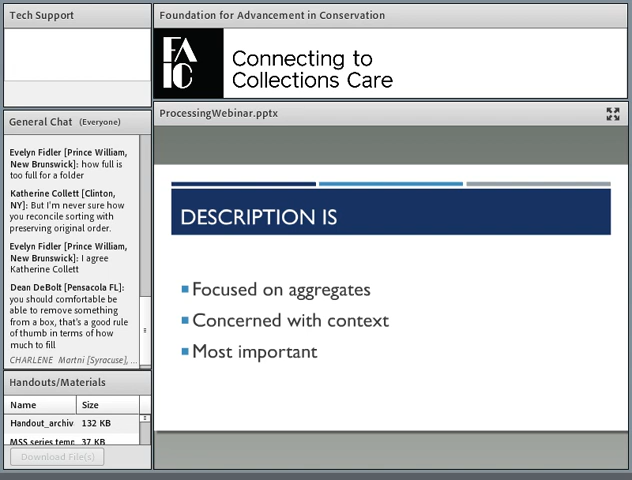 Tech Support
General Chat (Everyone)
Evelyn Fidler [Prince William,
New Brunswick]: how full is
too full for a folder
Katherine Collett [Clinton,
NY]: But I'm never sure how
you reconcile sorting with
preserving original order.
Evelyn Fidler [Prince William,
New Brunswick]: I agree
Katherine Collett
Dean DeBolt [Pensacola FL]:
you should comfortable be
able to remove something
from a box, that's a good rule
of thumb in terms of how
much to fill
CHARLENE Martni [Syracuse], ...
Handouts/Materials
Name Size
Handout_archiv 132 KB
MSS series temp 37 KB
Download File(s)
Foundation for Advancement in Conservation
FAIC
Connecting to
Collections Care
ProcessingWebinar.pptx
DESCRIPTION IS
Focused on aggregates
Concerned with context
Most important